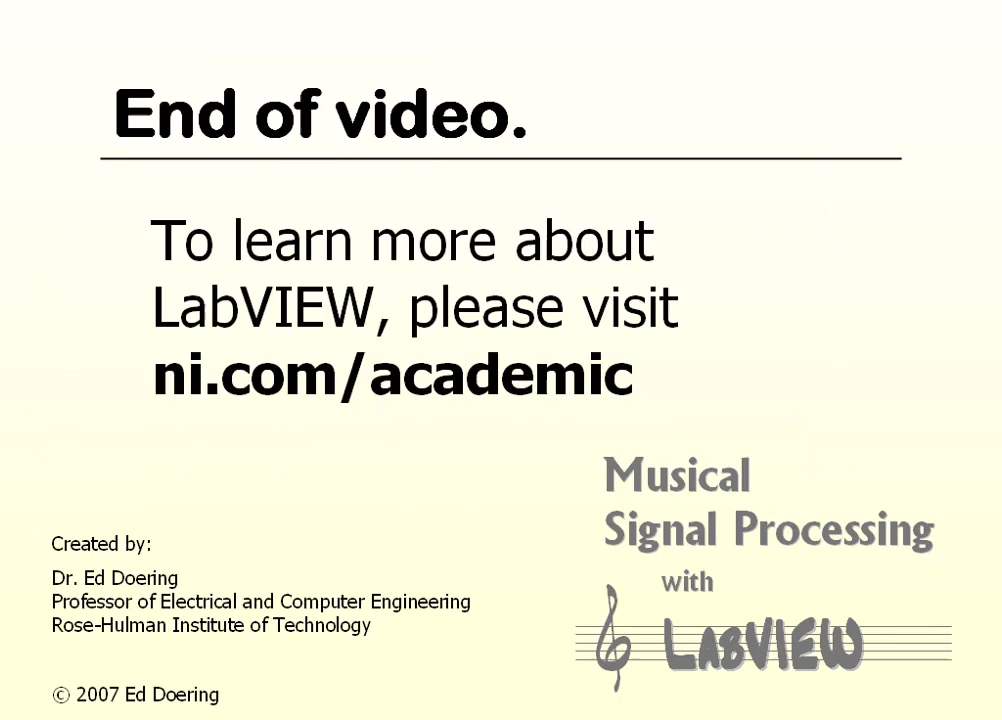 End of video.
To learn more about
LabVIEW, please visit
ni.com/academic
Musical
Signal Processing
with
LABVIEW
Created by:
Dr. Ed Doering
Professor of Electrical and Computer Engineering
Rose-Hulman Institute of Technology
© 2007 Ed Doering